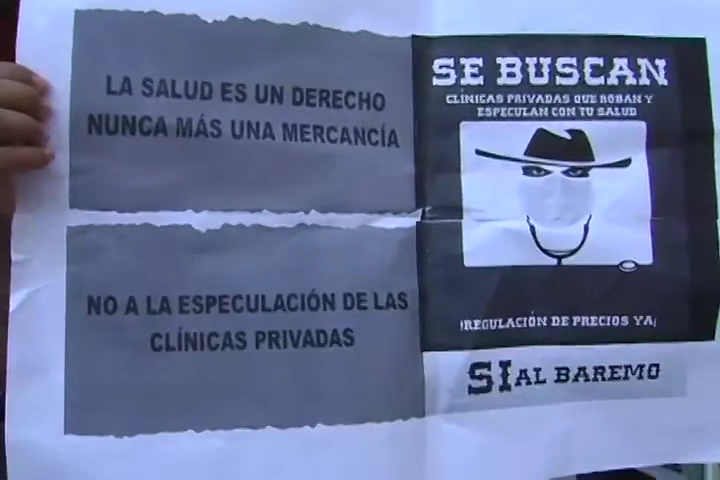 LA SALUD ES UN DERECHO
NUNCA MÁS UNA MERCANCÍA
NO A LA ESPECULACIÓN DE LAS
CLÍNICAS PRIVADAS
SE BUSCAN
CLÍNICAS PRIVADAS QUE ROBAN Y
ESPECULAN CON TU SALUD
¡REGULACIÓN DE PRECIOS YA!
SI AL BAREMO